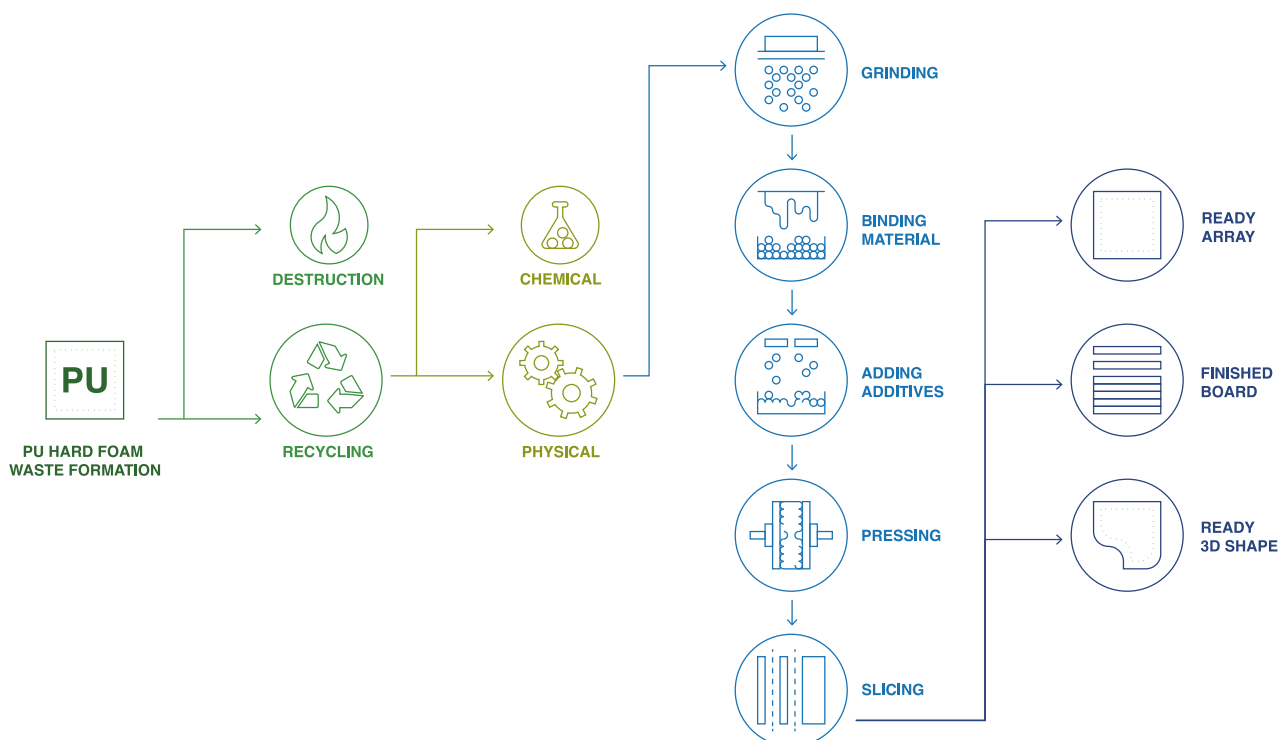 PU
PU HARD FOAM
WASTE FORMATION
DESTRUCTION
RECYCLING
CHEMICAL
PHYSICAL
GRINDING
BINDING
MATERIAL
ADDING
ADDITIVES
PRESSING
SLICING
READY
ARRAY
FINISHED
BOARD
READY
3D SHAPE